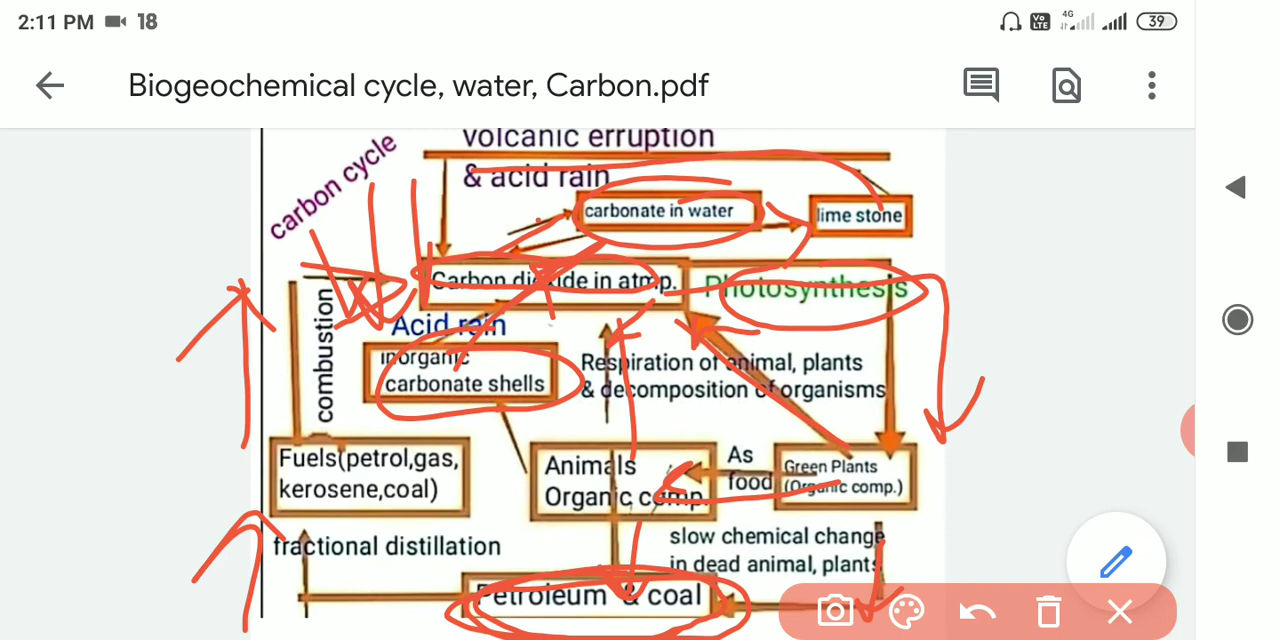 2:11 PM 18
Vo LTE 4G 39
Biogeochemical cycle, water, Carbon.pdf
carbon cycle
volcanic erruption
& acid rain
carbonate in water
lime stone
Carbon dioxide in atmp.
Photosynthesis
combustion
Acid rain
inorganic
carbonate shells
Respiration of animal, plants
& decomposition of organisms
Fuels(petrol,gas,
kerosene,coal)
Animals
Organic comp.
As
food
Green Plants
(Organic comp.)
fractional distillation
slow chemical change
in dead animal, plants
Petroleum & coal